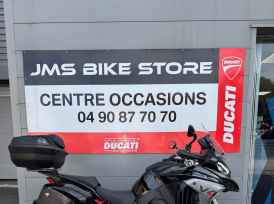 JMS BIKE STORE
DUCATI
CENTRE OCCASIONS
04 90 87 70 70
DUCATI
DUCATI